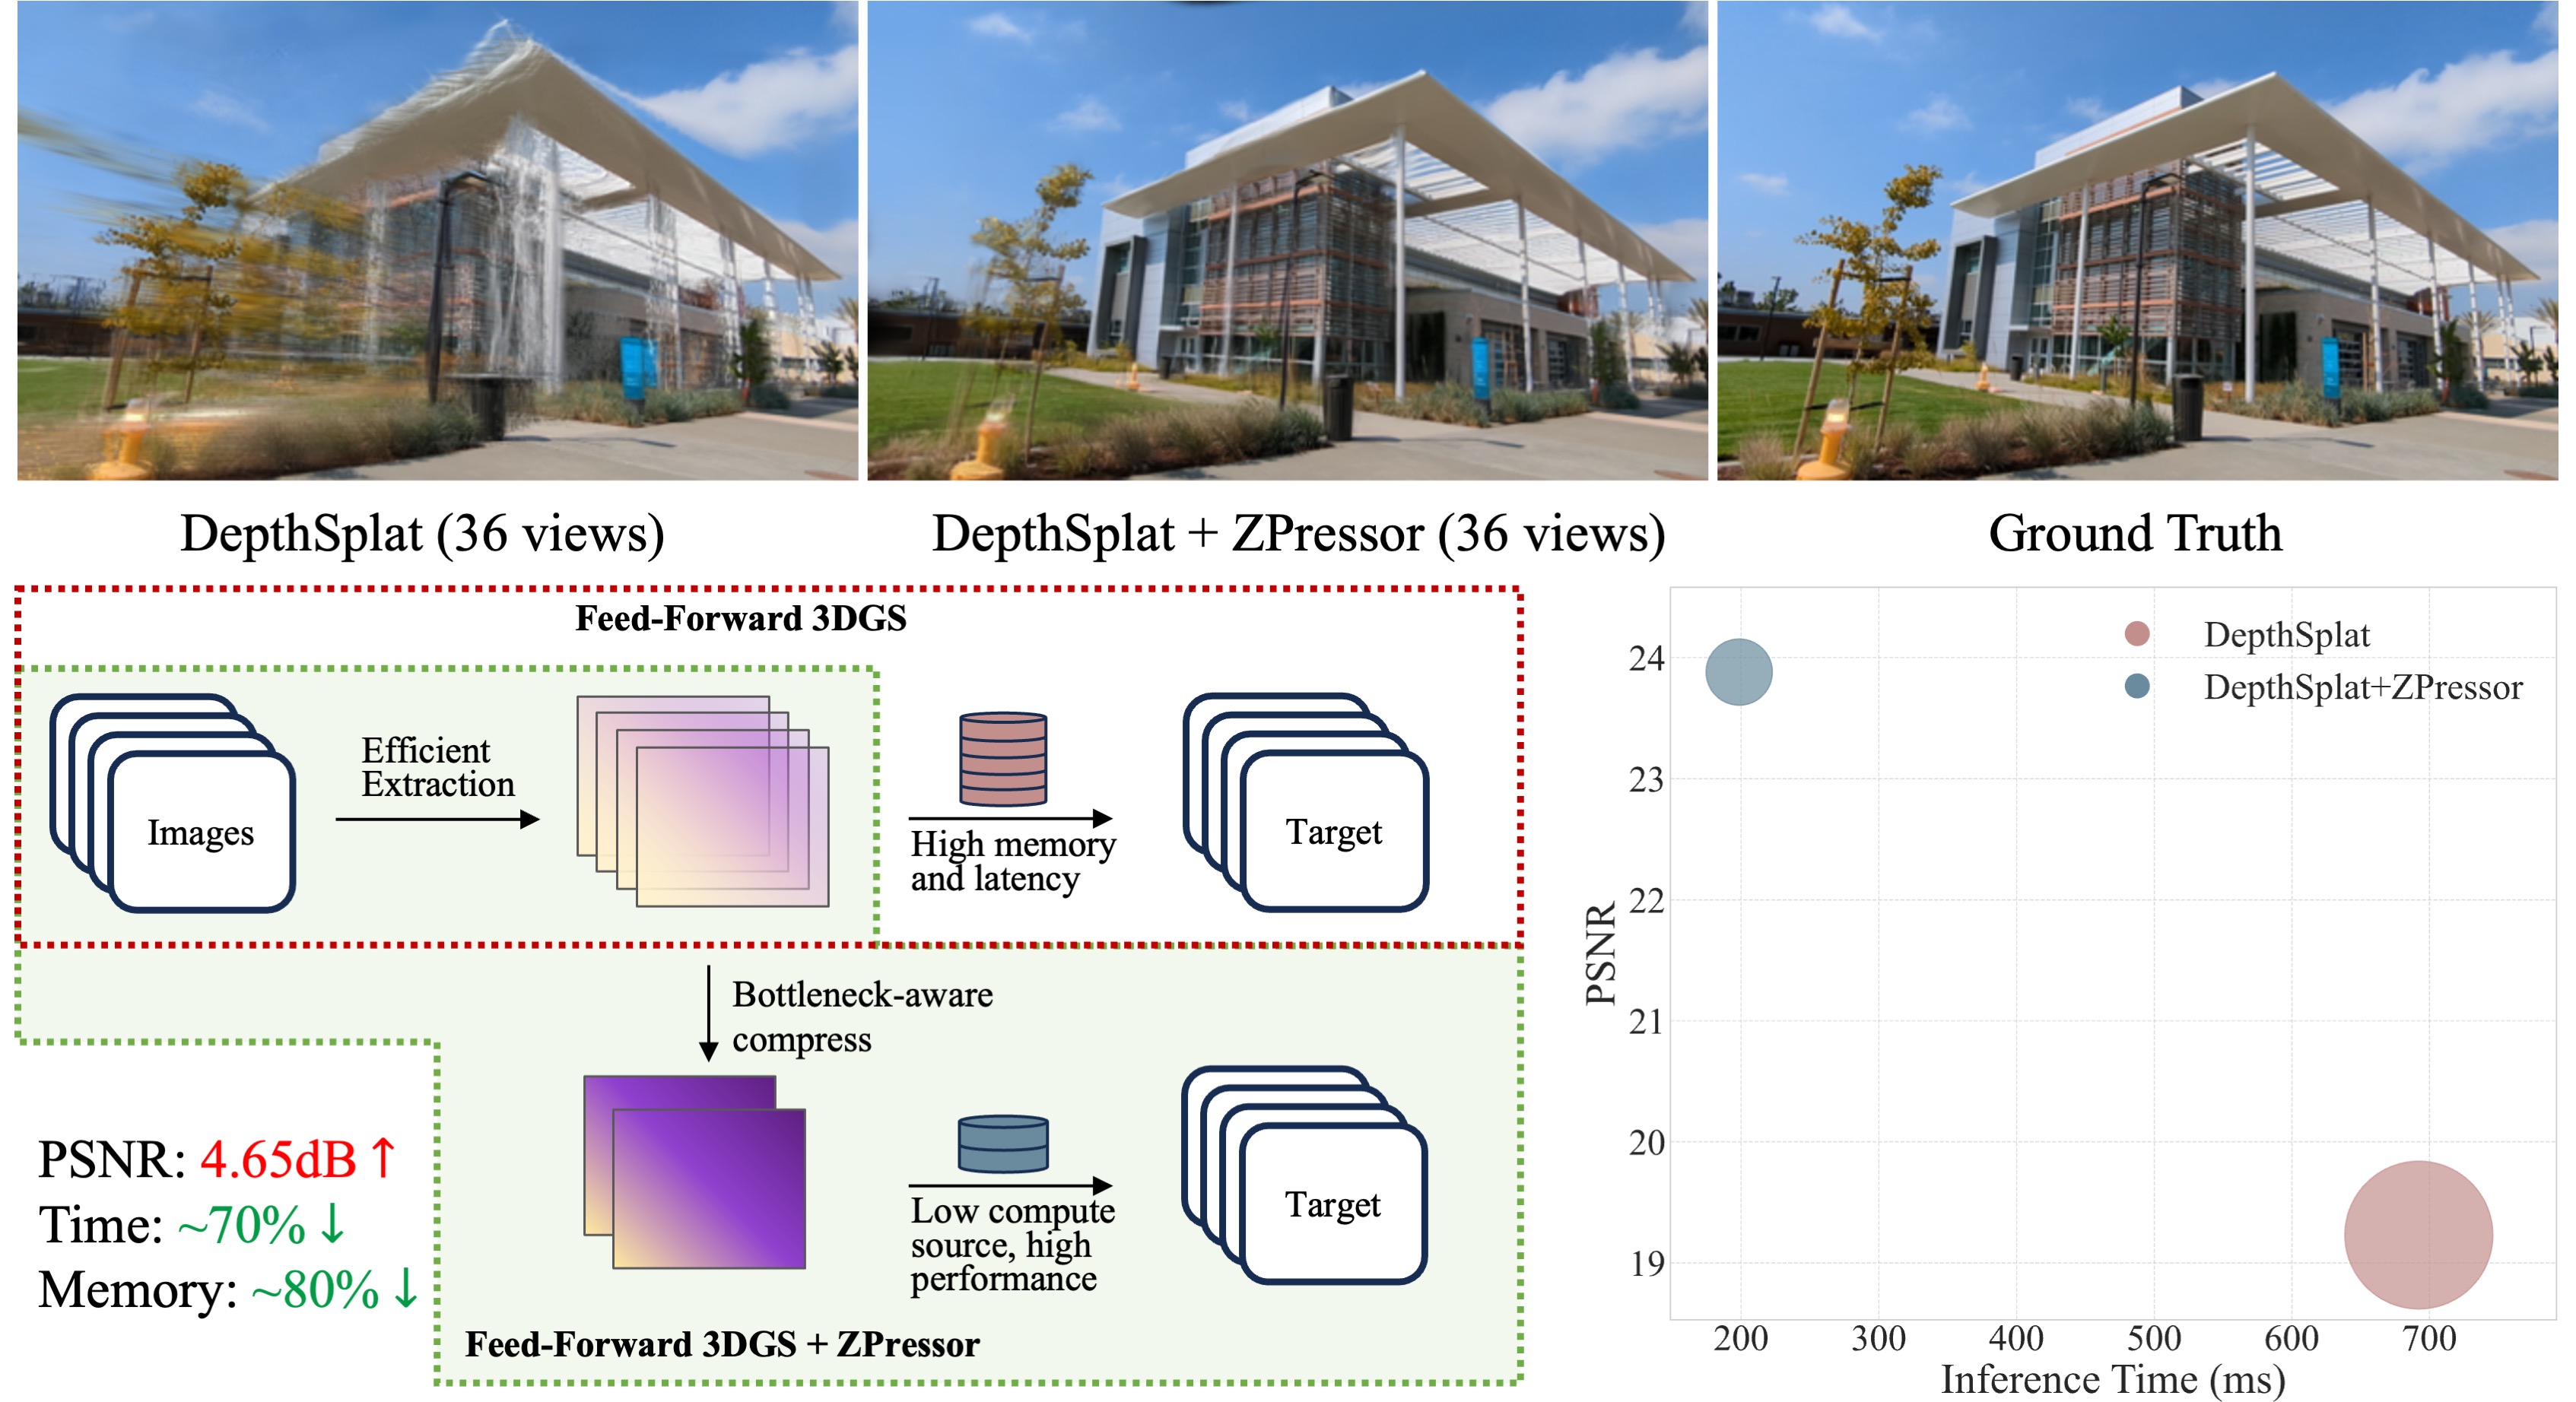 DepthSplat (36 views)
DepthSplat + ZPressor (36 views)
Ground Truth
Feed-Forward 3DGS
Images
Efficient
Extraction
High memory
and latency
Target
Bottleneck-aware
compress
Low compute
source, high
performance
Target
Feed-Forward 3DGS + ZPressor
PSNR: 4.65dB ↑
Time: ~70% ↓
Memory: ~80% ↓
DepthSplat
DepthSplat+ZPressor
PSNR
24
23
22
21
20
19
200 300 400 500 600 700
Inference Time (ms)